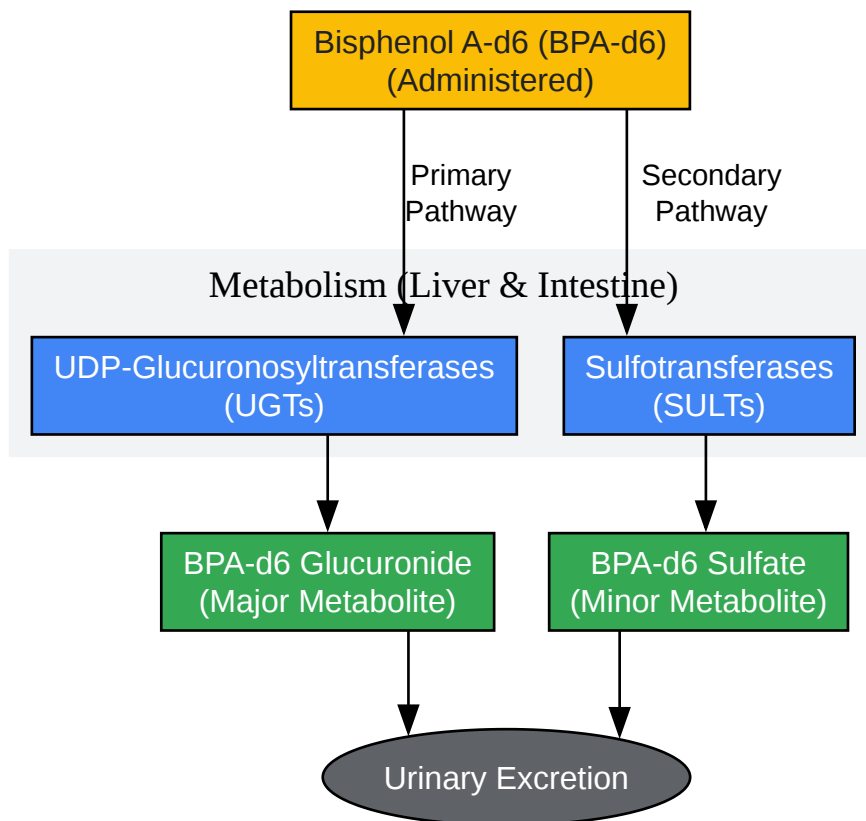 Bisphenol A-d6 (BPA-d6)
(Administered)
Primary
Pathway
Secondary
Pathway
Metabolism (Liver & Intestine)
UDP-Glucuronosyltransferases
(UGTs)
Sulfotransferases
(SULTs)
BPA-d6 Glucuronide
(Major Metabolite)
BPA-d6 Sulfate
(Minor Metabolite)
Urinary Excretion